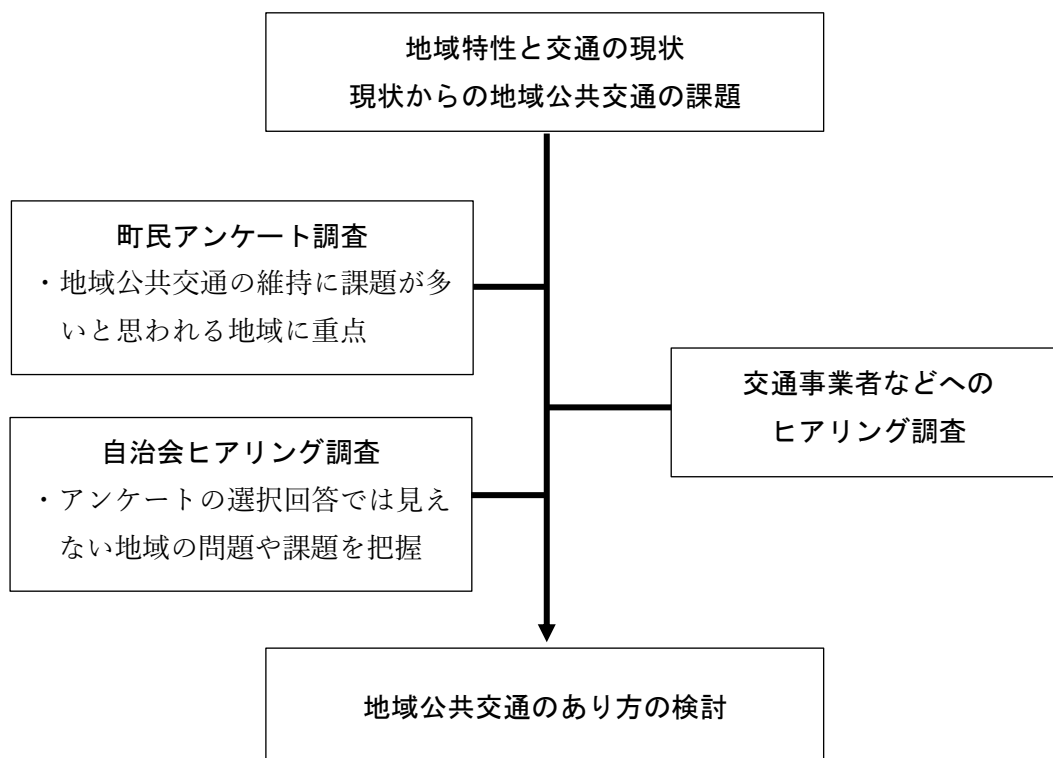 地域特性と交通の現状
現状からの地域公共交通の課題
町民アンケート調査
・地域公共交通の維持に課題が多
いと思われる地域に重点
交通事業者などへの
ヒアリング調査
自治会ヒアリング調査
・アンケートの選択回答では見え
ない地域の問題や課題を把握
地域公共交通のあり方の検討